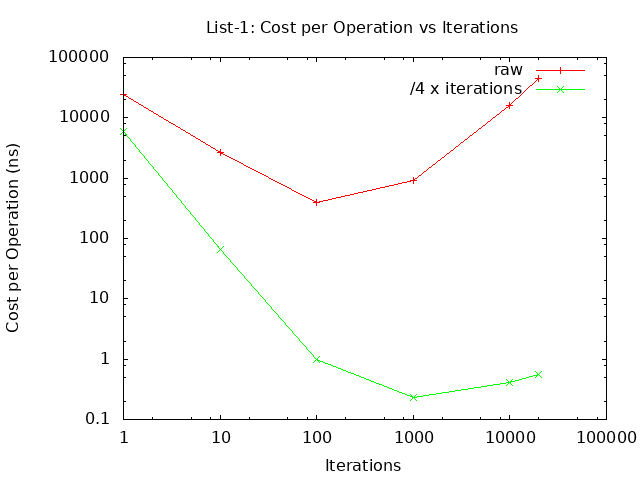 List-1: Cost per Operation vs Iterations
100000
10000
1000
100
10
1
0.1
Cost per Operation (ns)
raw
/4 x iterations
1 10 100 1000 10000 100000
Iterations